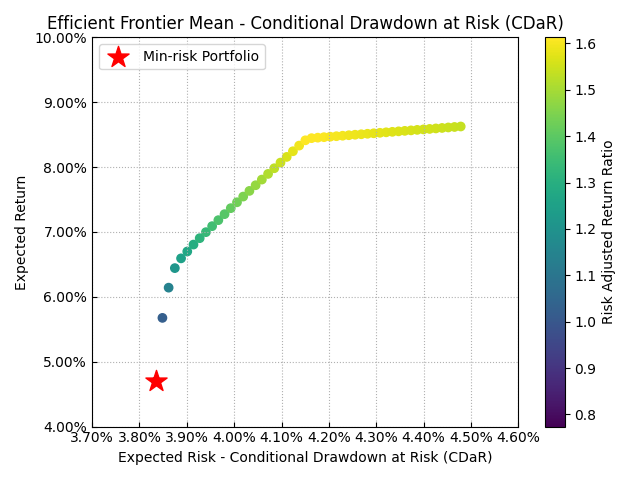 Efficient Frontier Mean - Conditional Drawdown at Risk (CDaR)
Min-risk Portfolio
10.00%
9.00%
8.00%
7.00%
6.00%
5.00%
4.00%
Expected Return
3.70% 3.80% 3.90% 4.00% 4.10% 4.20% 4.30% 4.40% 4.50% 4.60%
Expected Risk - Conditional Drawdown at Risk (CDaR)
1.6
1.5
1.4
1.3
1.2
1.1
1.0
0.9
0.8
Risk Adjusted Return Ratio